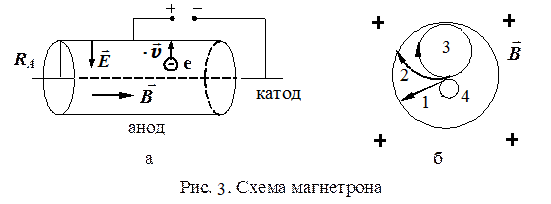 + −
R_A E⃗ -v⃗ e
B⃗ катод
анод
а
+ +
3 B⃗
2
1 4
+ +
б
Рис. 3. Схема магнетрона